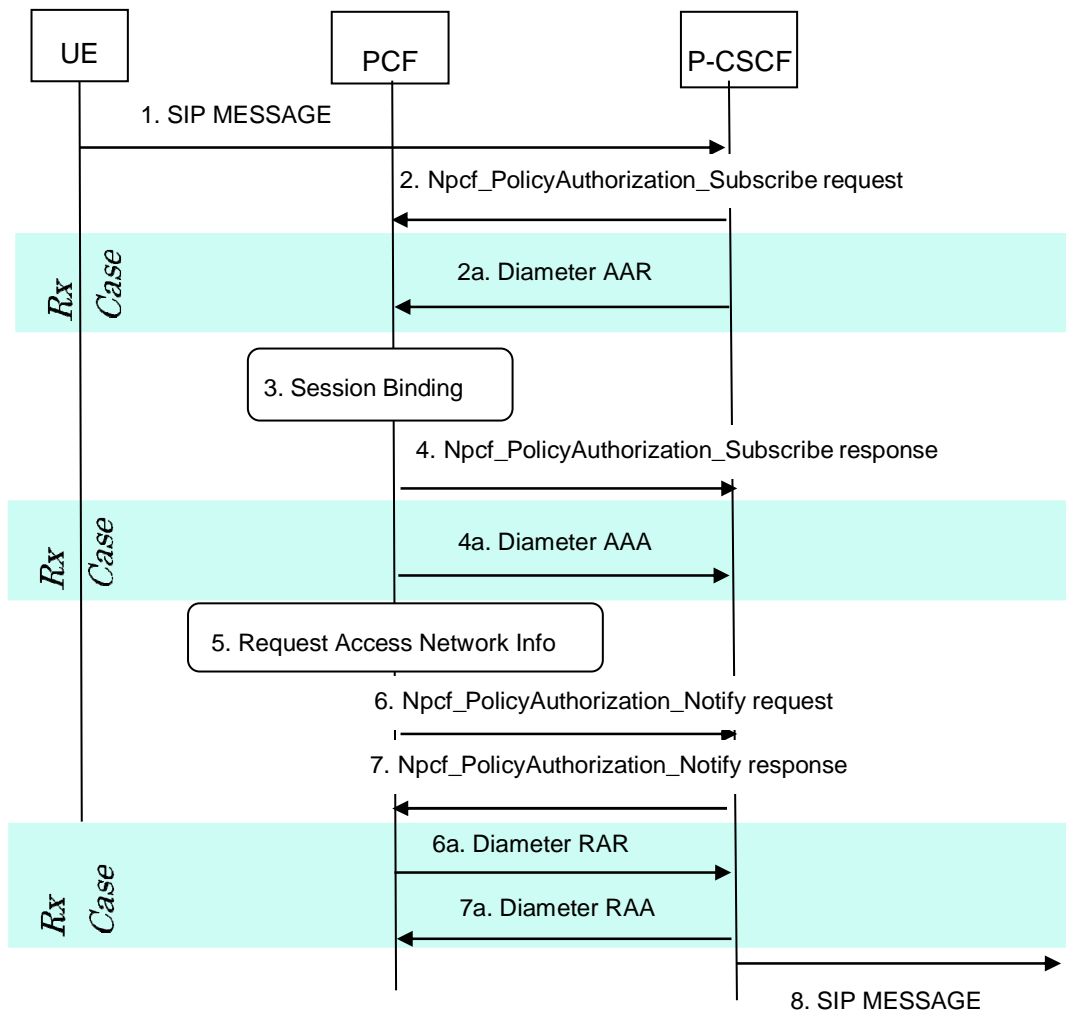 UE
PCF
P-CSCF
1. SIP MESSAGE
2. Npcf_PolicyAuthorization_Subscribe request
Rx
Case
2a. Diameter AAR
3. Session Binding
4. Npcf_PolicyAuthorization_Subscribe response
Rx
Case
4a. Diameter AAA
5. Request Access Network Info
6. Npcf_PolicyAuthorization_Notify request
7. Npcf_PolicyAuthorization_Notify response
Rx
Case
6a. Diameter RAR
7a. Diameter RAA
8. SIP MESSAGE